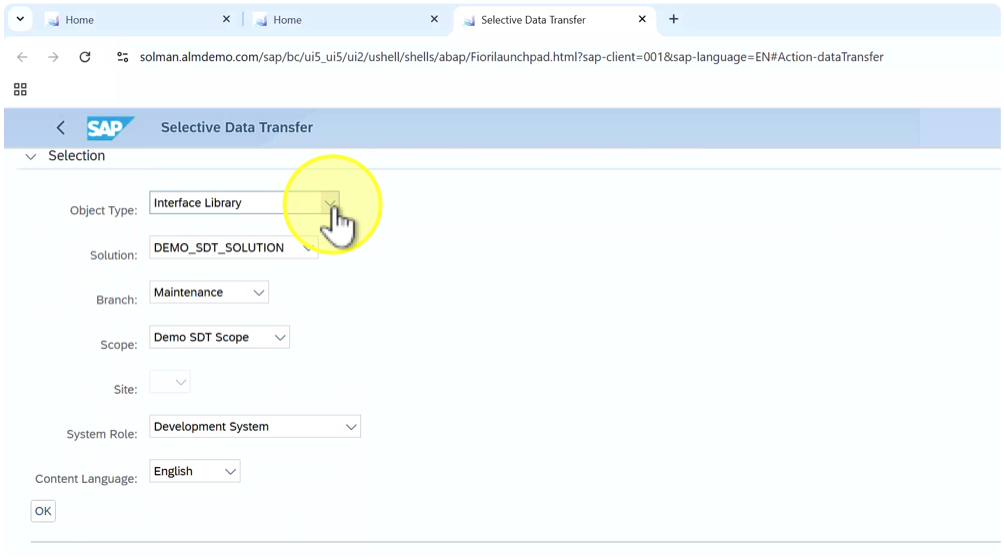 Home
Home
Selective Data Transfer
solman.almdemo.com/sap/bc/ui5_ui5/ui2/ushell/shells/abap/Fiorilaunchpad.html?sap-client=001&sap-language=EN#Action-dataTransfer
SAP Selective Data Transfer
Selection
Object Type: Interface Library
Solution: DEMO_SDT_SOLUTION
Branch: Maintenance
Scope: Demo SDT Scope
Site:
System Role: Development System
Content Language: English
OK